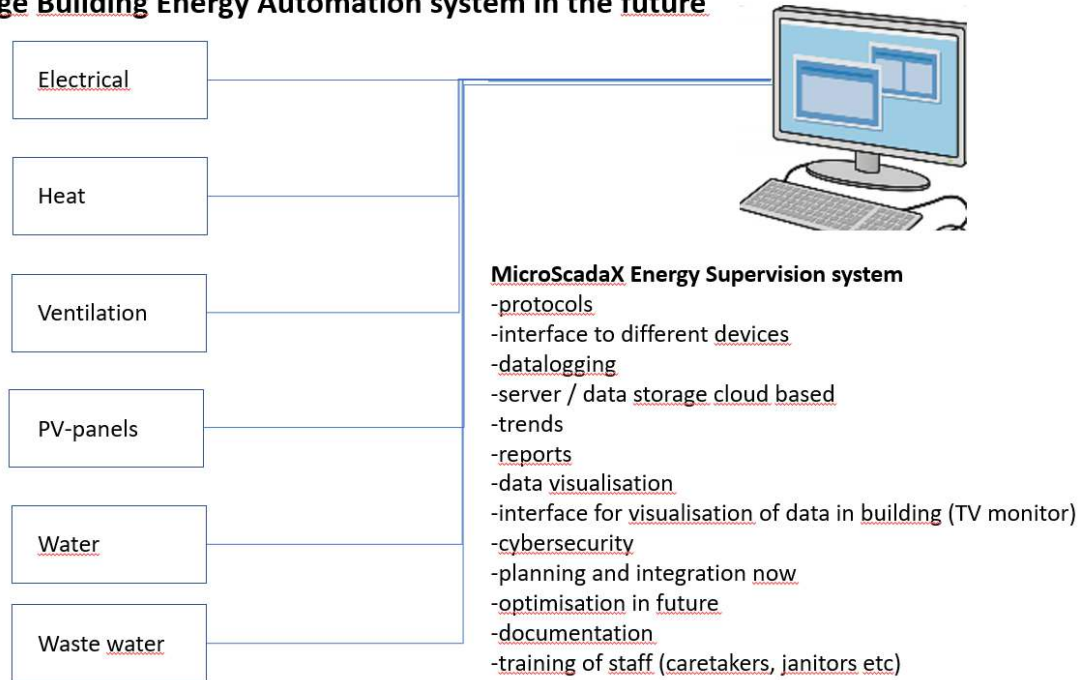 ge Building Energy Automation system in the future
Electrical
Heat
Ventilation
PV-panels
Water
Waste water
MicroScadaX Energy Supervision system
-protocols
-interface to different devices
-datalogging
-server / data storage cloud based
-trends
-reports
-data visualisation
-interface for visualisation of data in building (TV monitor)
-cybersecurity
-planning and integration now
-optimisation in future
-documentation
-training of staff (caretakers, janitors etc)